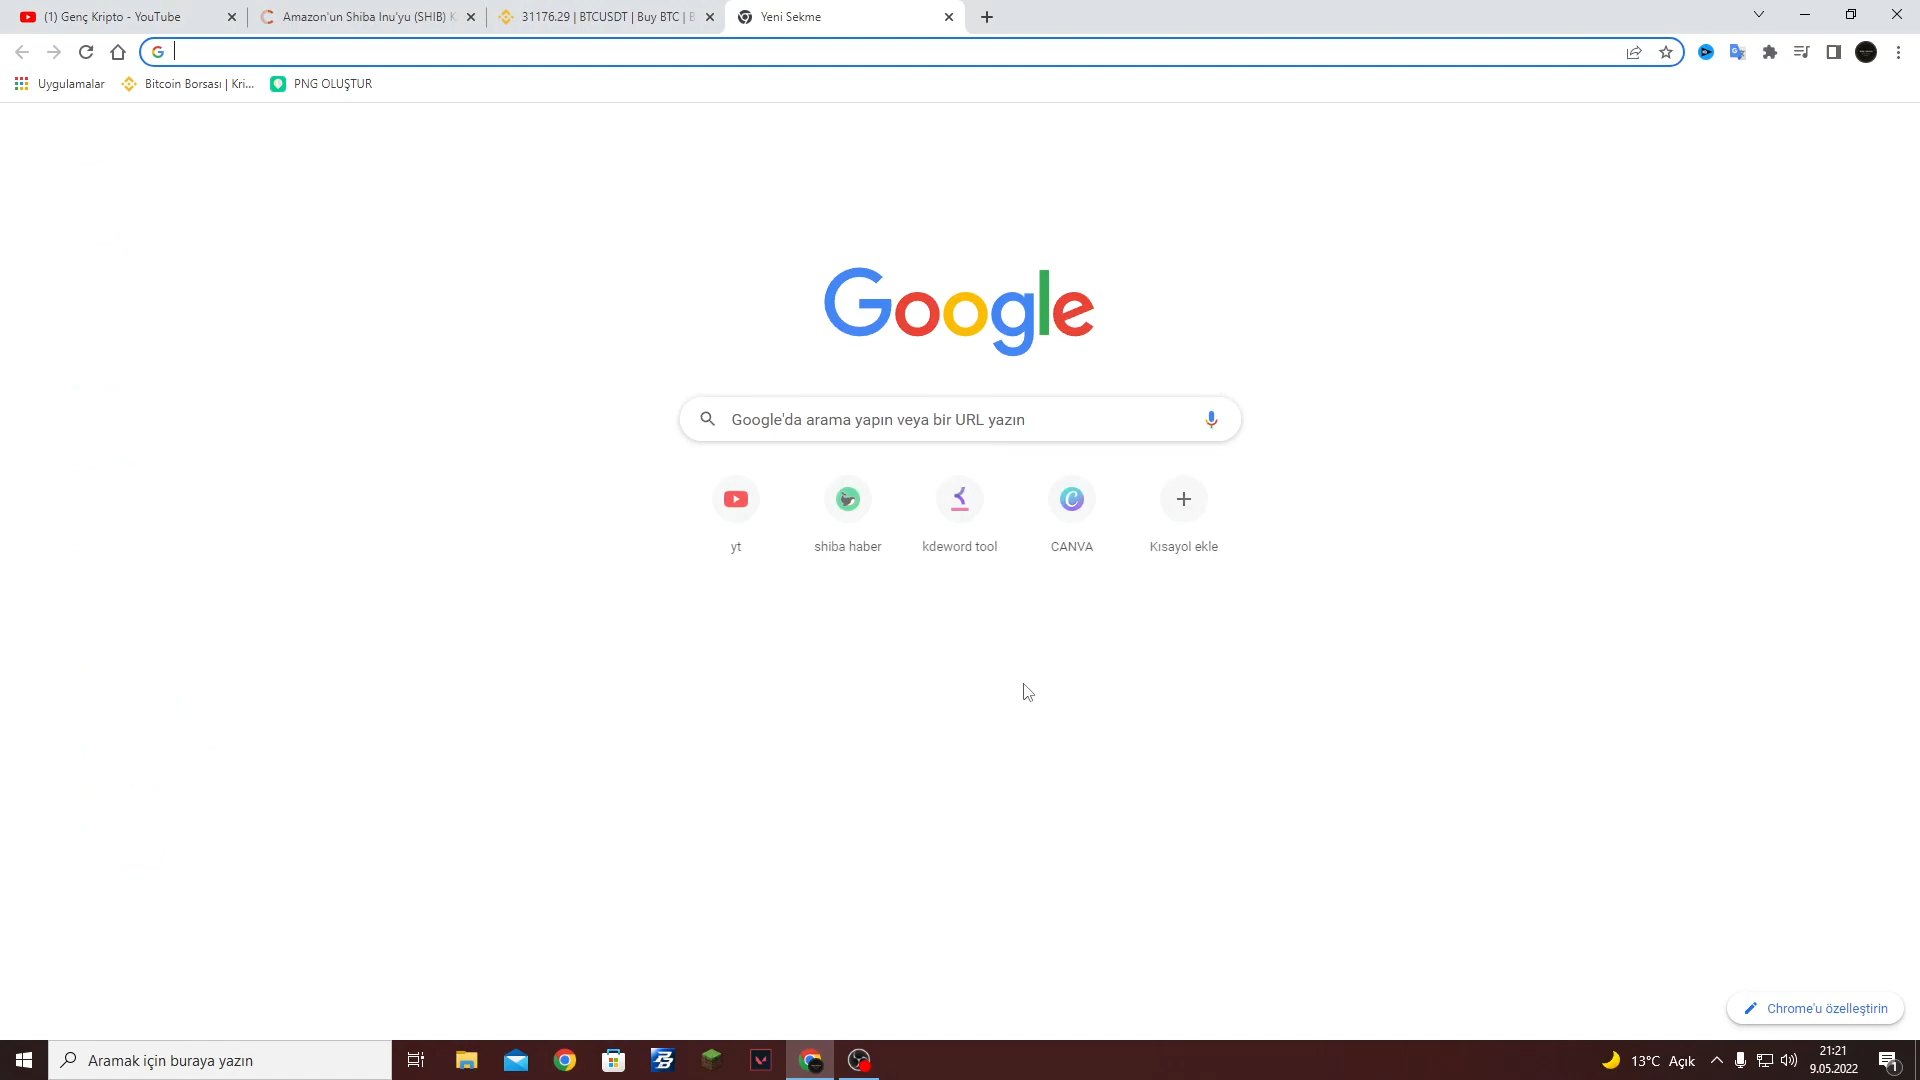 (1) Genç Kripto - YouTube
Amazon'un Shiba Inu'yu (SHIB) K
31176.29 | BTCUSDT | Buy BTC | B
Yeni Sekme
Uygulamalar
Bitcoin Borsası | Kri...
PNG OLUŞTUR
Google
Google'da arama yapın veya bir URL yazın
yt
shiba haber
kdeword tool
CANVA
Kısayol ekle
Chrome'u özelleştirin
Aramak için buraya yazın
13°C Açık
21:21
9.05.2022
1